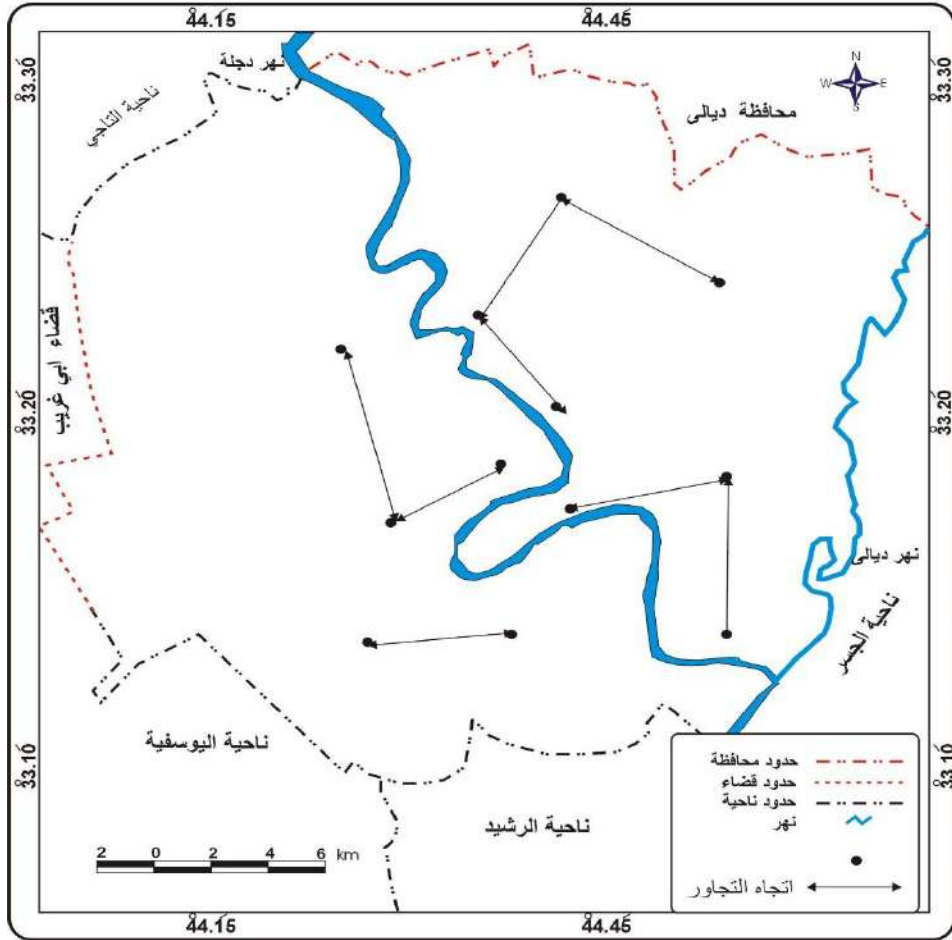 44.15 44.45
33.30 33.30
نهر دجلة
ناحية التاجي
N
W E
S
محافظة ديالى
قضاء ابي غريب
33.20 33.20
نهر ديالى
ناحية الجسر
ناحية اليوسفية
ناحية الرشيد
33.10 33.10
حدود محافظة
حدود قضاء
حدود ناحية
نهر
اتجاه التجاور
2 0 2 4 6 km
44.15 44.45